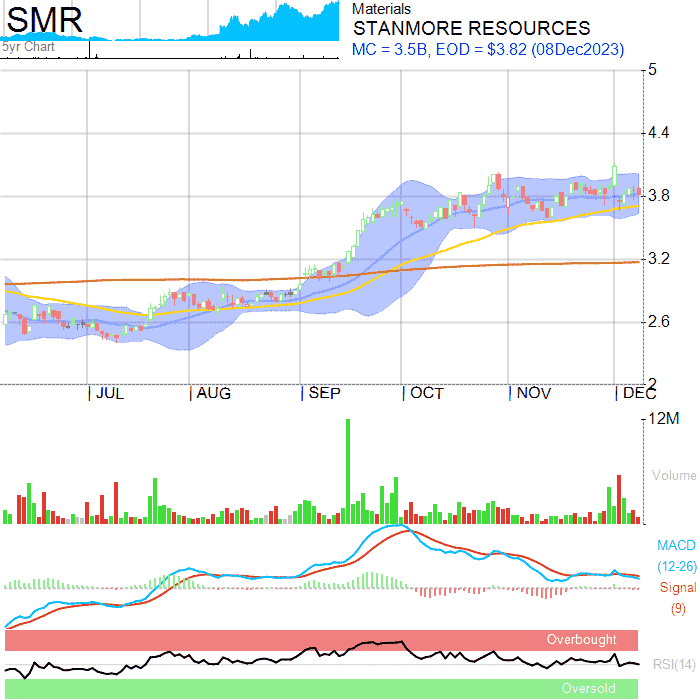 SMR
5yr Chart
Materials
STANMORE RESOURCES
MC = 3.5B, EOD = $3.82 (08Dec2023)
5
4.4
3.8
3.2
2.6
2
JUL AUG SEP OCT NOV DEC
12M
Volume
MACD
(12-26)
Signal
(9)
Overbought
RSI(14)
Oversold